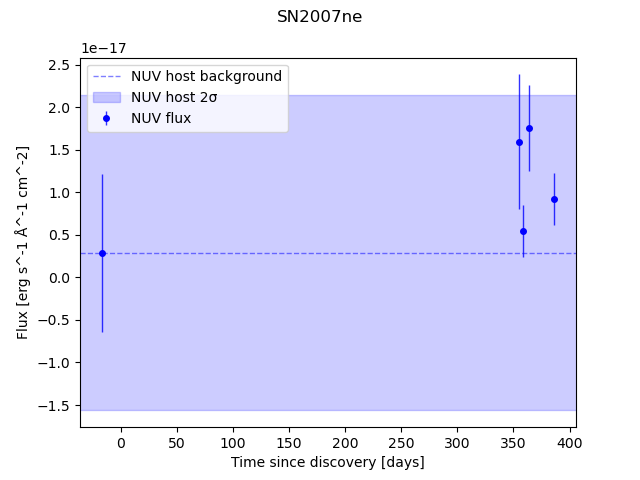 SN2007ne
1e−17
NUV host background
NUV host 2σ
NUV flux
2.5
2.0
1.5
1.0
0.5
0.0
−0.5
−1.0
−1.5
Flux [erg s^-1 Å^-1 cm^-2]
0 50 100 150 200 250 300 350 400
Time since discovery [days]